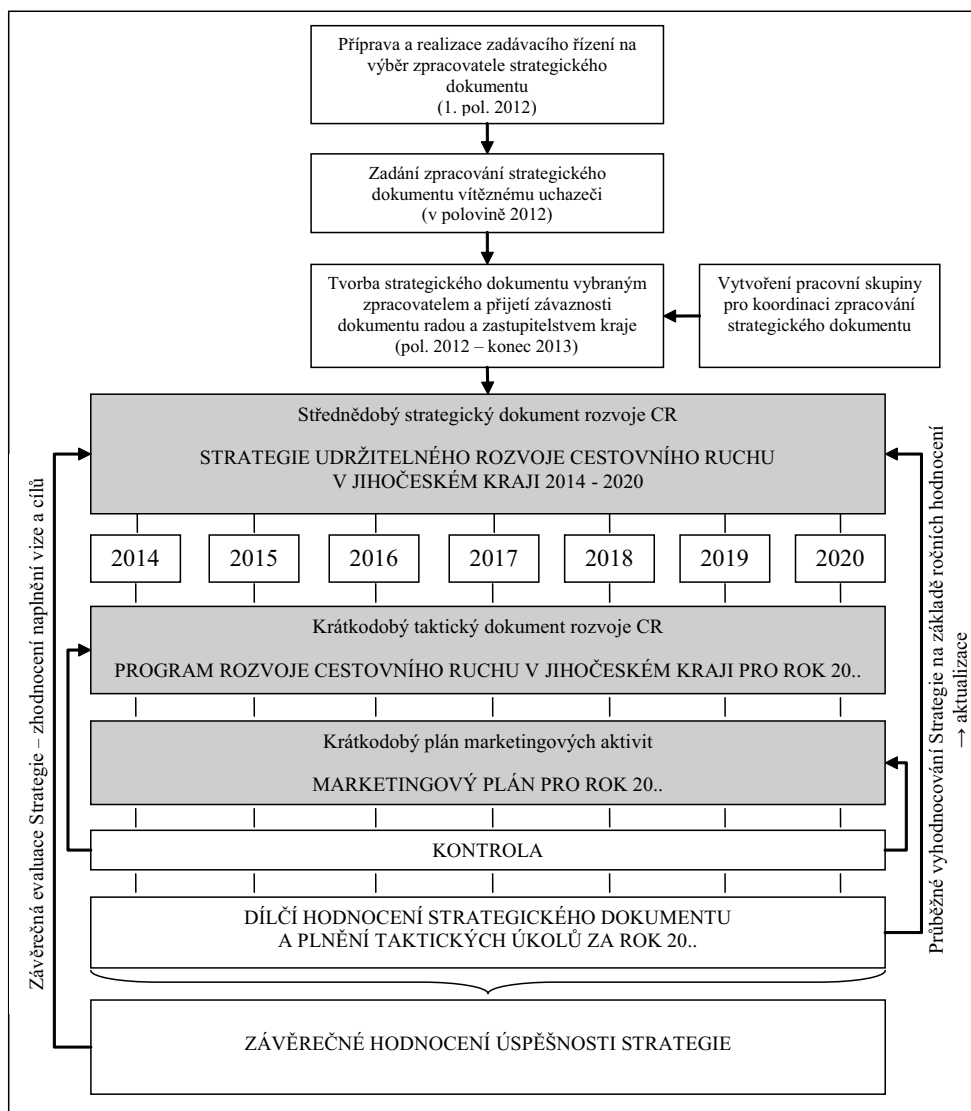 Příprava a realizace zadávacího řízení na
výběr zpracovatele strategického
dokumentu
(1. pol. 2012)
Zadání zpracování strategického
dokumentu vítěznému uchazeči
(v polovině 2012)
Tvorba strategického dokumentu vybraným
zpracovatelem a přijetí závaznosti
dokumentu radou a zastupitelstvem kraje
(pol. 2012 – konec 2013)
Vytvoření pracovní skupiny
pro koordinaci zpracování
strategického dokumentu
Střednědobý strategický dokument rozvoje CR
STRATEGIE UDRŽITELNÉHO ROZVOJE CESTOVNÍHO RUCHU
V JIHOČESKÉM KRAJI 2014 - 2020
2014 2015 2016 2017 2018 2019 2020
Krátkodobý taktický dokument rozvoje CR
PROGRAM ROZVOJE CESTOVNÍHO RUCHU V JIHOČESKÉM KRAJI PRO ROK 20..
Krátkodobý plán marketingových aktivit
MARKETINGOVÝ PLÁN PRO ROK 20..
KONTROLA
DÍLČÍ HODNOCENÍ STRATEGICKÉHO DOKUMENTU
A PLNĚNÍ TAKTICKÝCH ÚKOLŮ ZA ROK 20..
ZÁVĚREČNÉ HODNOCENÍ ÚSPĚŠNOSTI STRATEGIE
Závěrečná evaluace Strategie – zhodnocení naplnění vize a cílů
Průběžné vyhodnocování Strategie na základě ročních hodnocení
→ aktualizace